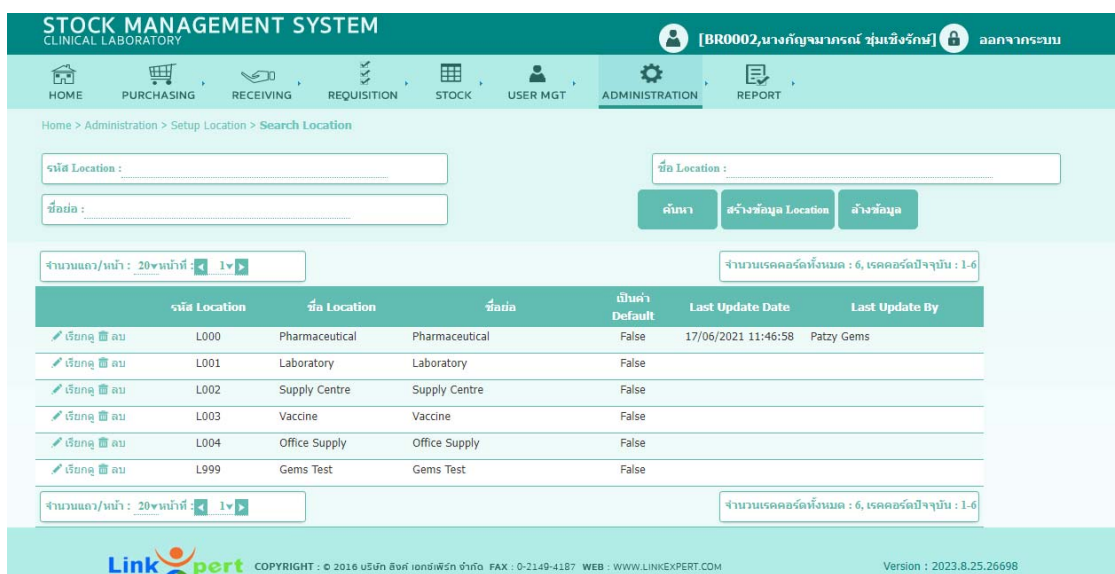 STOCK MANAGEMENT SYSTEM
CLINICAL LABORATORY
[BR0002,นางกัญจมาภรณ์ ชุ่มเชิงรักษ์] ออกจากระบบ
HOME PURCHASING RECEIVING REQUISITION STOCK USER MGT ADMINISTRATION REPORT
Home > Administration > Setup Location > Search Location
รหัส Location : ชื่อ Location :
ชื่อย่อ : ค้นหา สร้างข้อมูล Location ล้างข้อมูล
จำนวนแถว/หน้า : 20 หน้าที่ : 1 จำนวนเรคคอร์ดทั้งหมด : 6, เรคคอร์ดปัจจุบัน : 1-6
รหัส Location ชื่อ Location ชื่อย่อ เป็นค่า Default Last Update Date Last Update By
เรียกดู ลบ L000 Pharmaceutical Pharmaceutical False 17/06/2021 11:46:58 Patzy Gems
เรียกดู ลบ L001 Laboratory Laboratory False
เรียกดู ลบ L002 Supply Centre Supply Centre False
เรียกดู ลบ L003 Vaccine Vaccine False
เรียกดู ลบ L004 Office Supply Office Supply False
เรียกดู ลบ L999 Gems Test Gems Test False
จำนวนแถว/หน้า : 20 หน้าที่ : 1 จำนวนเรคคอร์ดทั้งหมด : 6, เรคคอร์ดปัจจุบัน : 1-6
Link pert COPYRIGHT : © 2016 บริษัท ลิงค์ เอกซ์เพิร์ท จำกัด FAX : 0-2149-4187 WEB : WWW.LINKEXPERT.COM Version : 2023.8.25.26698